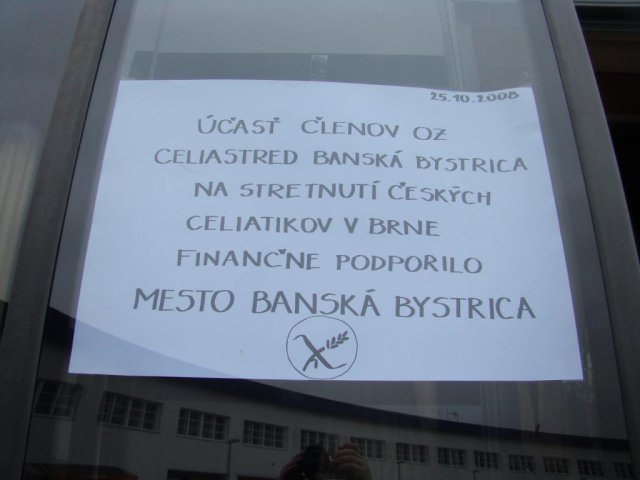 25.10.2008
ÚČASŤ ČLENOV OZ
CELIASTRED BANSKÁ BYSTRICA
NA STRETNUTÍ ČESKÝCH
CELIATIKOV V BRNE
FINANČNE PODPORILO
MESTO BANSKÁ BYSTRICA